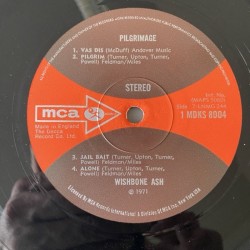 PILGRIMAGE
1. VAS DIS (McDuff) Andover Music
2. PILGRIM (Turner, Upton, Turner,
Powell) Feldman/Miles
STEREO
mca
Made in England
The Decca
Record Co. Ltd.
1 MDKS 8004
3. JAIL BAIT (Turner, Upton, Turner,
Powell) Feldman/Miles
4. ALONE (Turner, Upton, Turner,
Powell) Feldman/Miles
WISHBONE ASH
℗ 1971